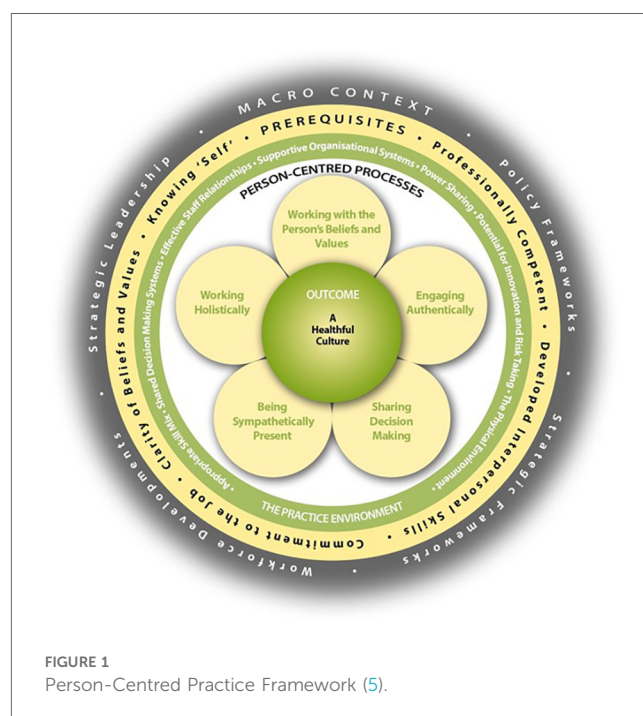 MACRO CONTEXT • Policy Frameworks • Strategic Frameworks • Workforce Developments • Strategic Leadership •
PREREQUISITES • Professionally Competent • Developed Interpersonal Skills • Commitment to the Job • Clarity of Beliefs and Values • Knowing 'Self' •
THE PRACTICE ENVIRONMENT
• Appropriate Skill Mix • Shared Decision Making Systems • Effective Staff Relationships • Supportive Organisational Systems • Power Sharing • Potential for Innovation and Risk Taking • The Physical Environment •
PERSON-CENTRED PROCESSES
Working with the
Person's Beliefs and
Values
Working
Holistically
Engaging
Authentically
OUTCOME
A
Healthful
Culture
Being
Sympathetically
Present
Sharing
Decision
Making
FIGURE 1
Person-Centred Practice Framework (5).